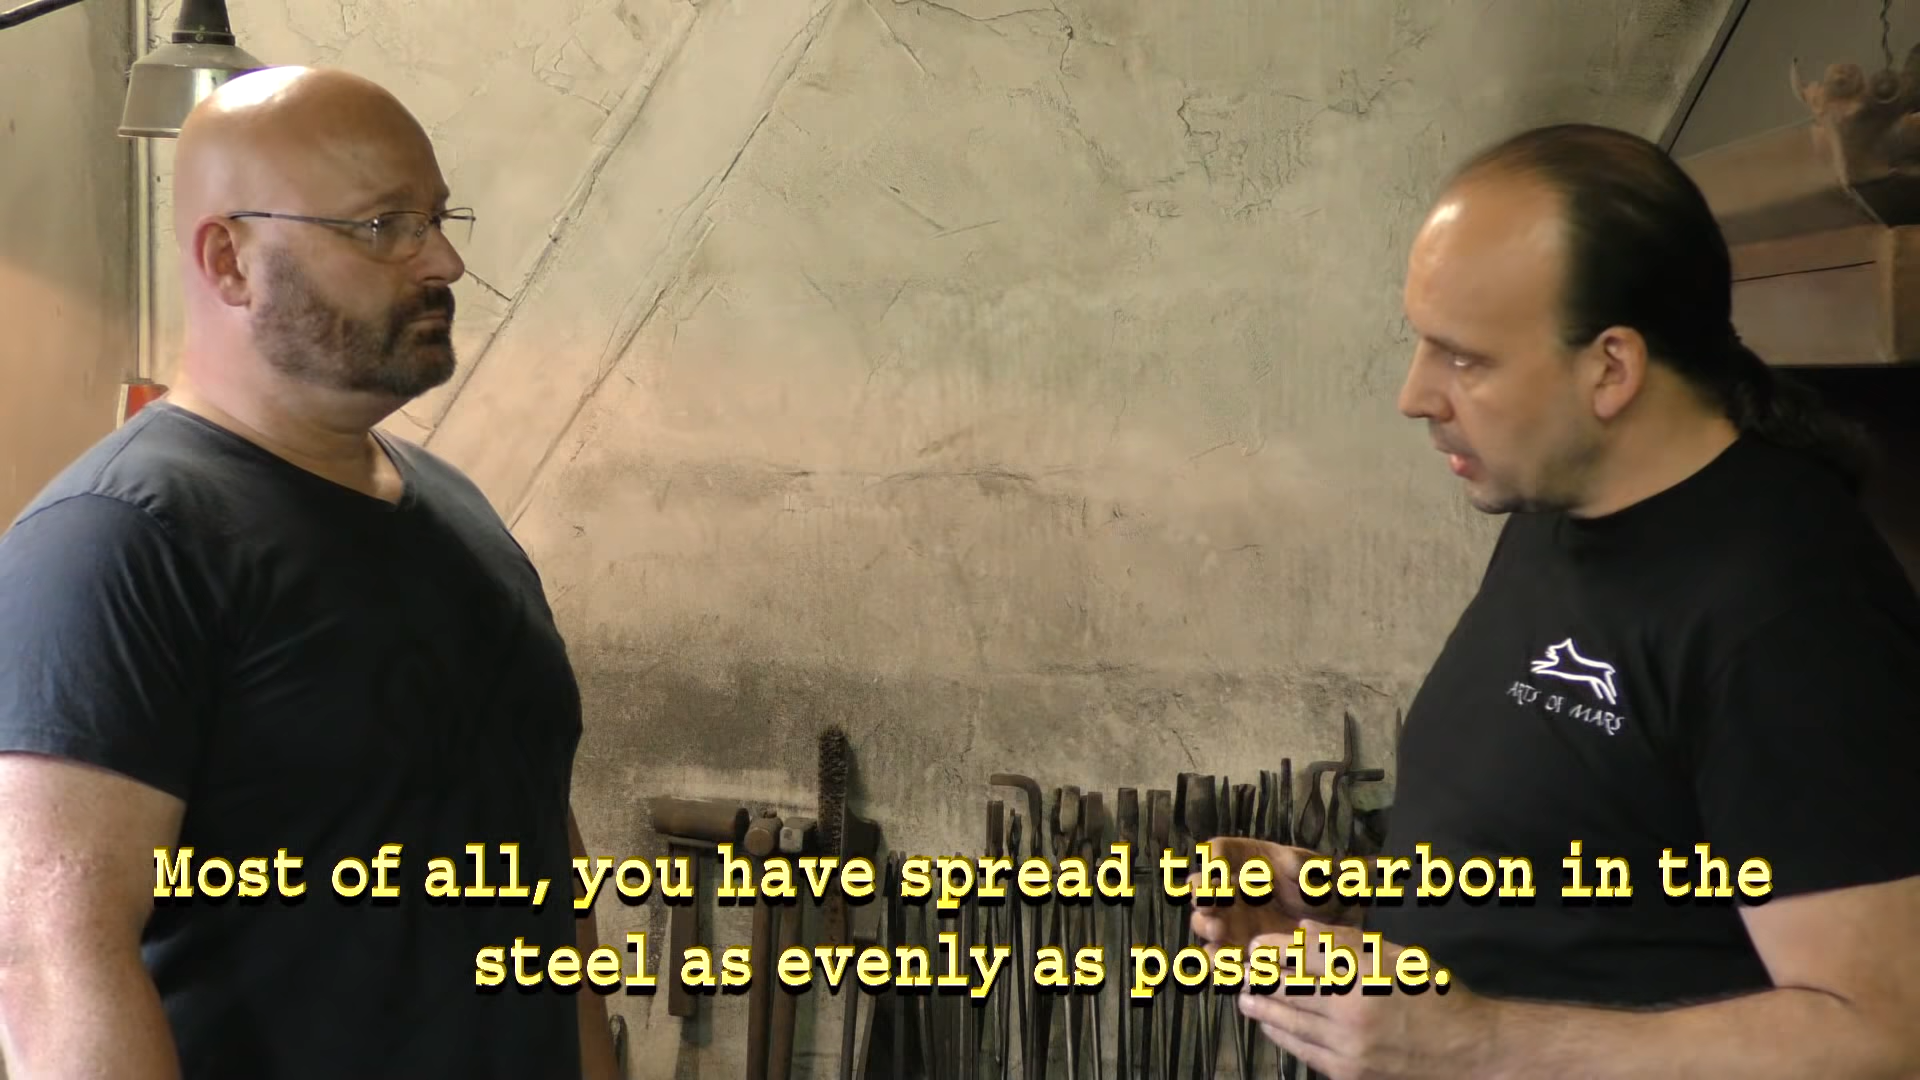 ARTS OF MARS
Most of all, you have spread the carbon in the
steel as evenly as possible.